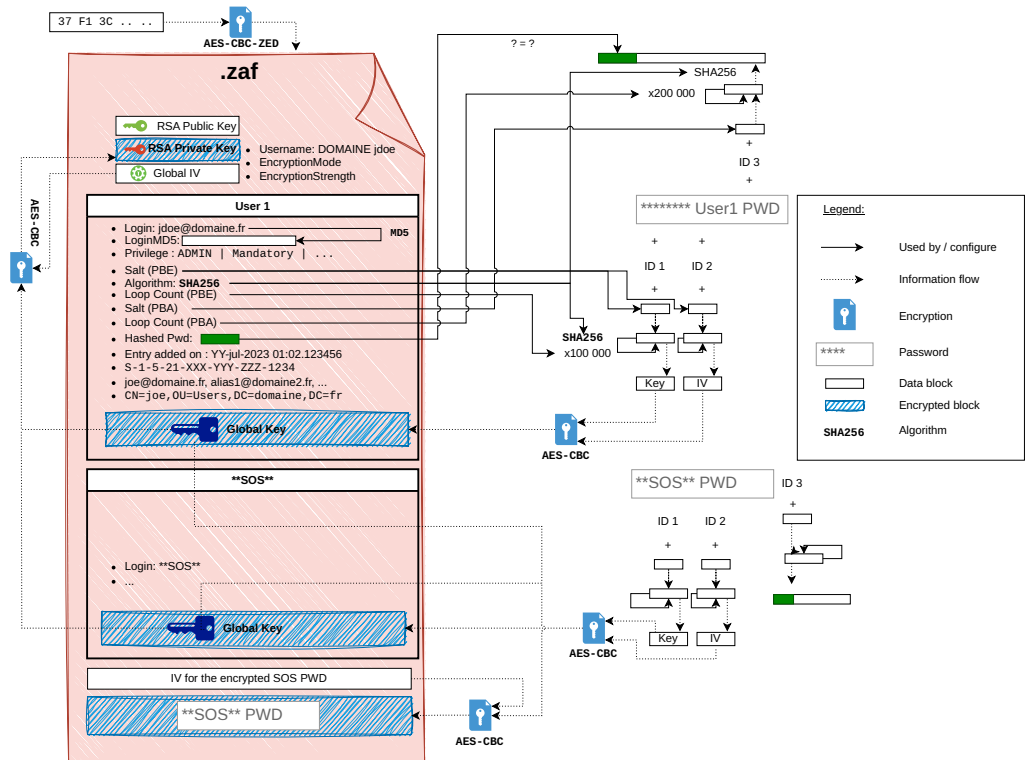 37 F1 3C .. ..
AES-CBC-ZED
.zaf
? = ?
SHA256
x200 000
RSA Public Key
RSA Private Key
Global IV
Username: DOMAINE jdoe
EncryptionMode
EncryptionStrength
ID 3
+
+
AES-CBC
User 1
******** User1 PWD
Login: jdoe@domaine.fr
MD5
LoginMD5:
Privilege : ADMIN | Mandatory | ...
Salt (PBE)
Algorithm: SHA256
Loop Count (PBE)
Salt (PBA)
Loop Count (PBA)
Hashed Pwd:
Entry added on : YY-jul-2023 01:02.123456
S-1-5-21-XXX-YYY-ZZZ-1234
joe@domaine.fr, alias1@domaine2.fr, ...
CN=joe,OU=Users,DC=domaine,DC=fr
Global Key
+ +
ID 1 ID 2
+ +
SHA256
x100 000
Key IV
AES-CBC
Legend:
Used by / configure
Information flow
Encryption
**** Password
Data block
Encrypted block
SHA256 Algorithm
**SOS**
Login: **SOS**
...
Global Key
**SOS** PWD
ID 3
+
ID 1 ID 2
+ +
Key IV
AES-CBC
IV for the encrypted SOS PWD
**SOS** PWD
AES-CBC